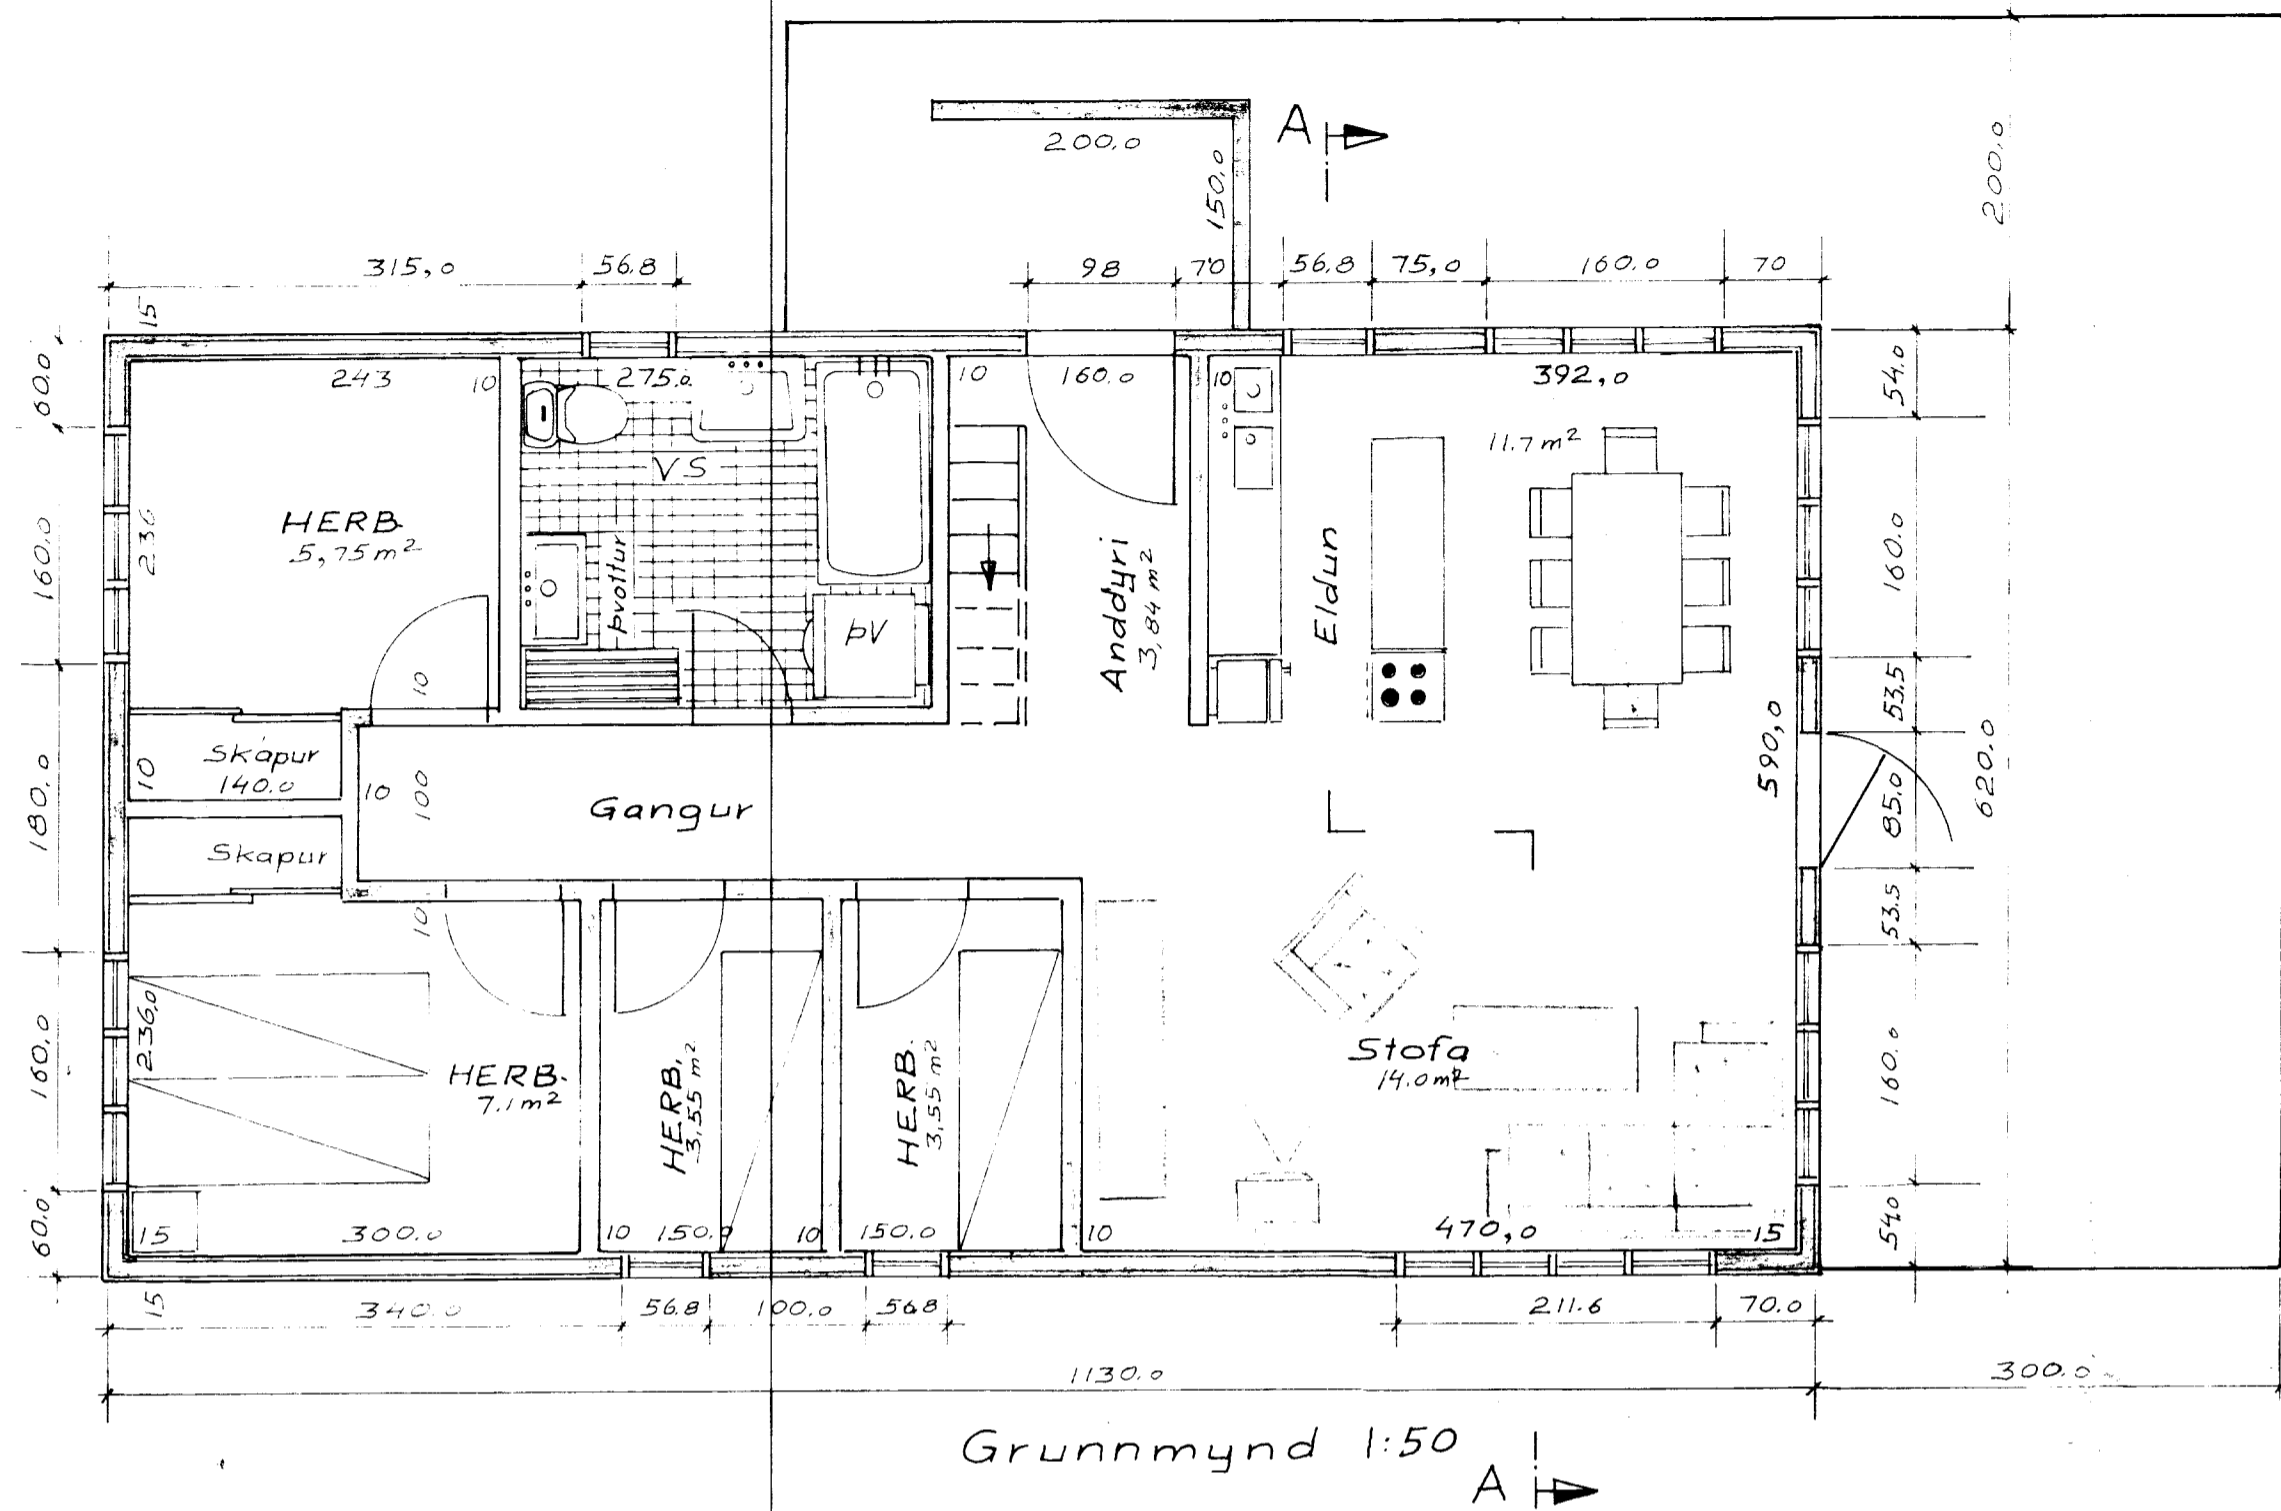 200.0
A
150.0
200.0
315,0
56.8
98
70
56.8
75,0
160.0
70
15
60.0
243
10
275.0
10
160.0
10
392,0
54.0
11.7 m²
VS
HERB.
5,75 m²
236
160.0
þvottur
þV
Anddyri
3,84 m²
Eldun
160.0
10
53.5
590,0
620.0
Skápur
140.0
10
10
100
Gangur
180.0
85.0
Skapur
53.5
10
236,0
160.0
HERB.
7.1 m²
HERB.
3,55 m²
HERB.
3,55 m²
Stofa
14.0 m²
160.0
60.0
15
300.0
10
150.0
10
150.0
10
470,0
15
54.0
15
340.0
56.8
100.0
56.8
211.6
70.0
1130.0
300.0
Grunnmynd 1:50
A